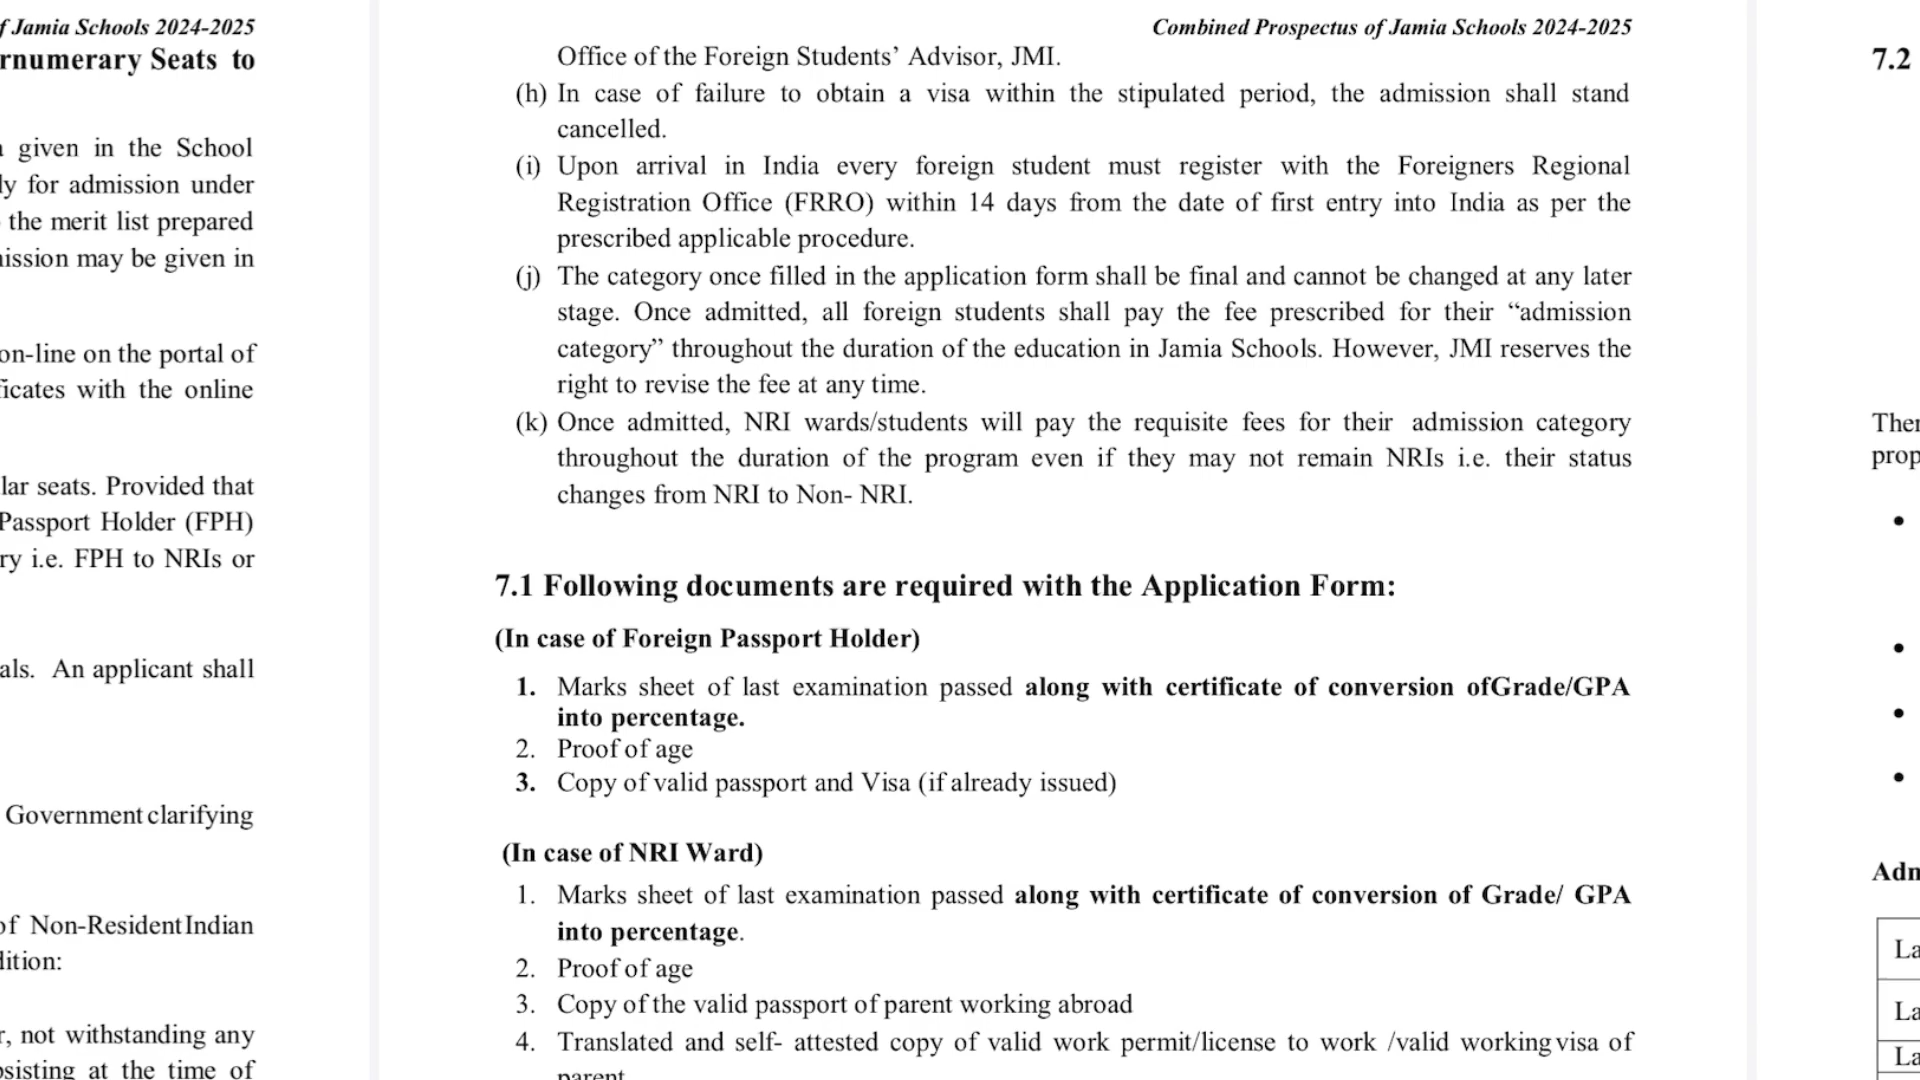 f Jamia Schools 2024-2025
rnumerary Seats to
given in the School
ly for admission under
the merit list prepared
ission may be given in
on-line on the portal of
ficates with the online
lar seats. Provided that
Passport Holder (FPH)
ry i.e. FPH to NRIs or
als. An applicant shall
Government clarifying
of Non-Resident Indian
dition:
r, not withstanding any
sisting at the time of
Combined Prospectus of Jamia Schools 2024-2025
Office of the Foreign Students’ Advisor, JMI.
(h) In case of failure to obtain a visa within the stipulated period, the admission shall stand
cancelled.
(i) Upon arrival in India every foreign student must register with the Foreigners Regional
Registration Office (FRRO) within 14 days from the date of first entry into India as per the
prescribed applicable procedure.
(j) The category once filled in the application form shall be final and cannot be changed at any later
stage. Once admitted, all foreign students shall pay the fee prescribed for their “admission
category” throughout the duration of the education in Jamia Schools. However, JMI reserves the
right to revise the fee at any time.
(k) Once admitted, NRI wards/students will pay the requisite fees for their admission category
throughout the duration of the program even if they may not remain NRIs i.e. their status
changes from NRI to Non- NRI.
7.1 Following documents are required with the Application Form:
(In case of Foreign Passport Holder)
1. Marks sheet of last examination passed along with certificate of conversion ofGrade/GPA
into percentage.
2. Proof of age
3. Copy of valid passport and Visa (if already issued)
(In case of NRI Ward)
1. Marks sheet of last examination passed along with certificate of conversion of Grade/ GPA
into percentage.
2. Proof of age
3. Copy of the valid passport of parent working abroad
4. Translated and self- attested copy of valid work permit/license to work /valid working visa of
parent
7.2
Ther
prop
•
•
•
•
Adm
La
La
La